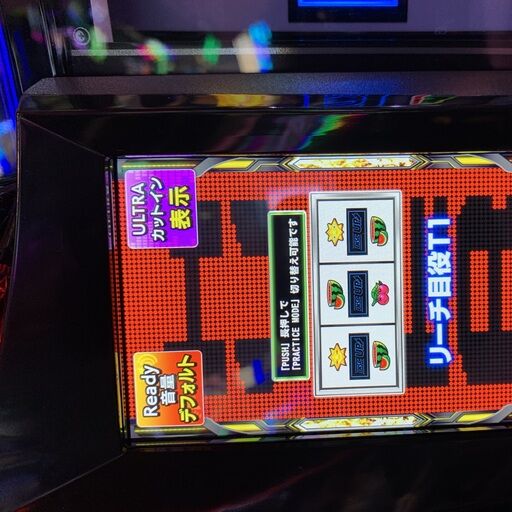 Ready
音量
デフォルト
ULTRA
カットイン
表示
「PUSH」長押しで
「PRACTICE MODE」切り替え可能です
リーチ目役T1